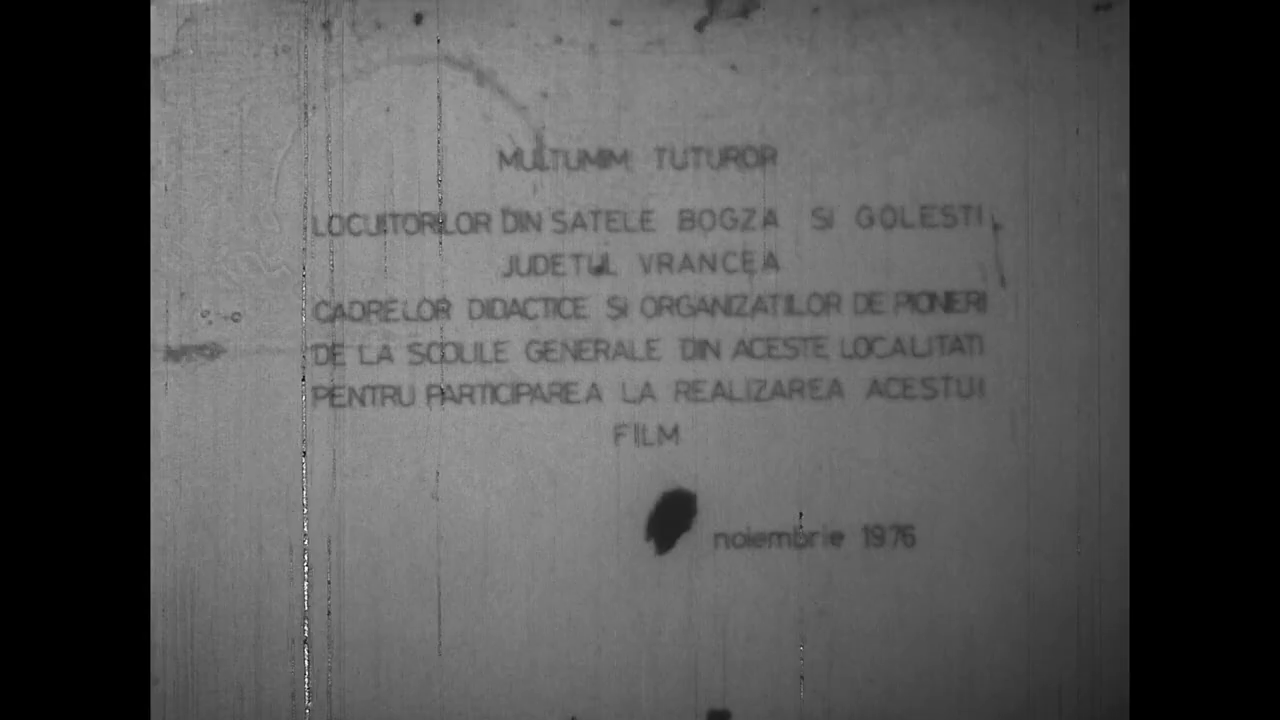 MULTUMIM TUTUROR
LOCUITORILOR DIN SATELE BOGZA SI GOLESTI,
JUDETUL VRANCEA
CADRELOR DIDACTICE SI ORGANIZATIILOR DE PIONERI
DE LA SCOLILE GENERALE DIN ACESTE LOCALITATI
PENTRU PARTICIPAREA LA REALIZAREA ACESTUI
FILM
noiembrie 1976